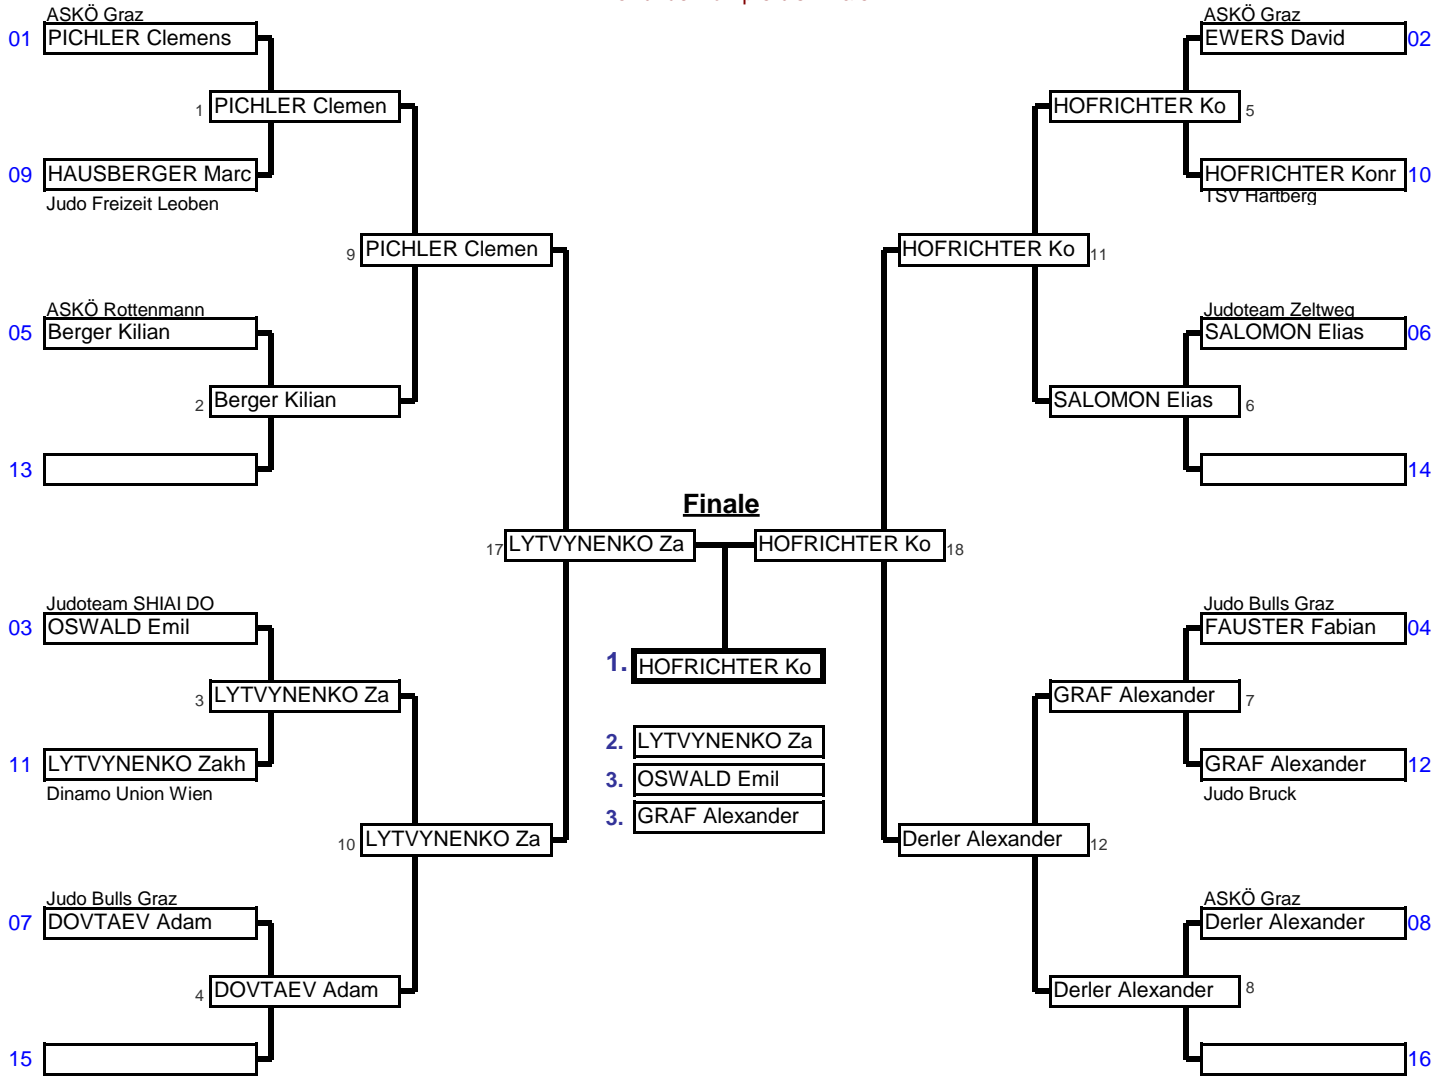 ASKÖ Graz
01 PICHLER Clemens
1 PICHLER Clemen
09 HAUSBERGER Marc
Judo Freizeit Leoben
9 PICHLER Clemen
ASKÖ Rottenmann
05 Berger Kilian
2 Berger Kilian
13
17 LYTVYNENKO Za
Judoteam SHIAI DO
03 OSWALD Emil
3 LYTVYNENKO Za
11 LYTVYNENKO Zakh
Dinamo Union Wien
10 LYTVYNENKO Za
Judo Bulls Graz
07 DOVTAEV Adam
4 DOVTAEV Adam
15
Finale
1. HOFRICHTER Ko
2. LYTVYNENKO Za
3. OSWALD Emil
3. GRAF Alexander
ASKÖ Graz
EWERS David 02
HOFRICHTER Ko 5
HOFRICHTER Konr 10
TSV Hartberg
HOFRICHTER Ko 11
Judoteam Zeltweg
SALOMON Elias 06
SALOMON Elias 6
14
HOFRICHTER Ko 18
Judo Bulls Graz
FAUSTER Fabian 04
GRAF Alexander 7
GRAF Alexander 12
Judo Bruck
Derler Alexander 12
ASKÖ Graz
Derler Alexander 08
Derler Alexander 8
16